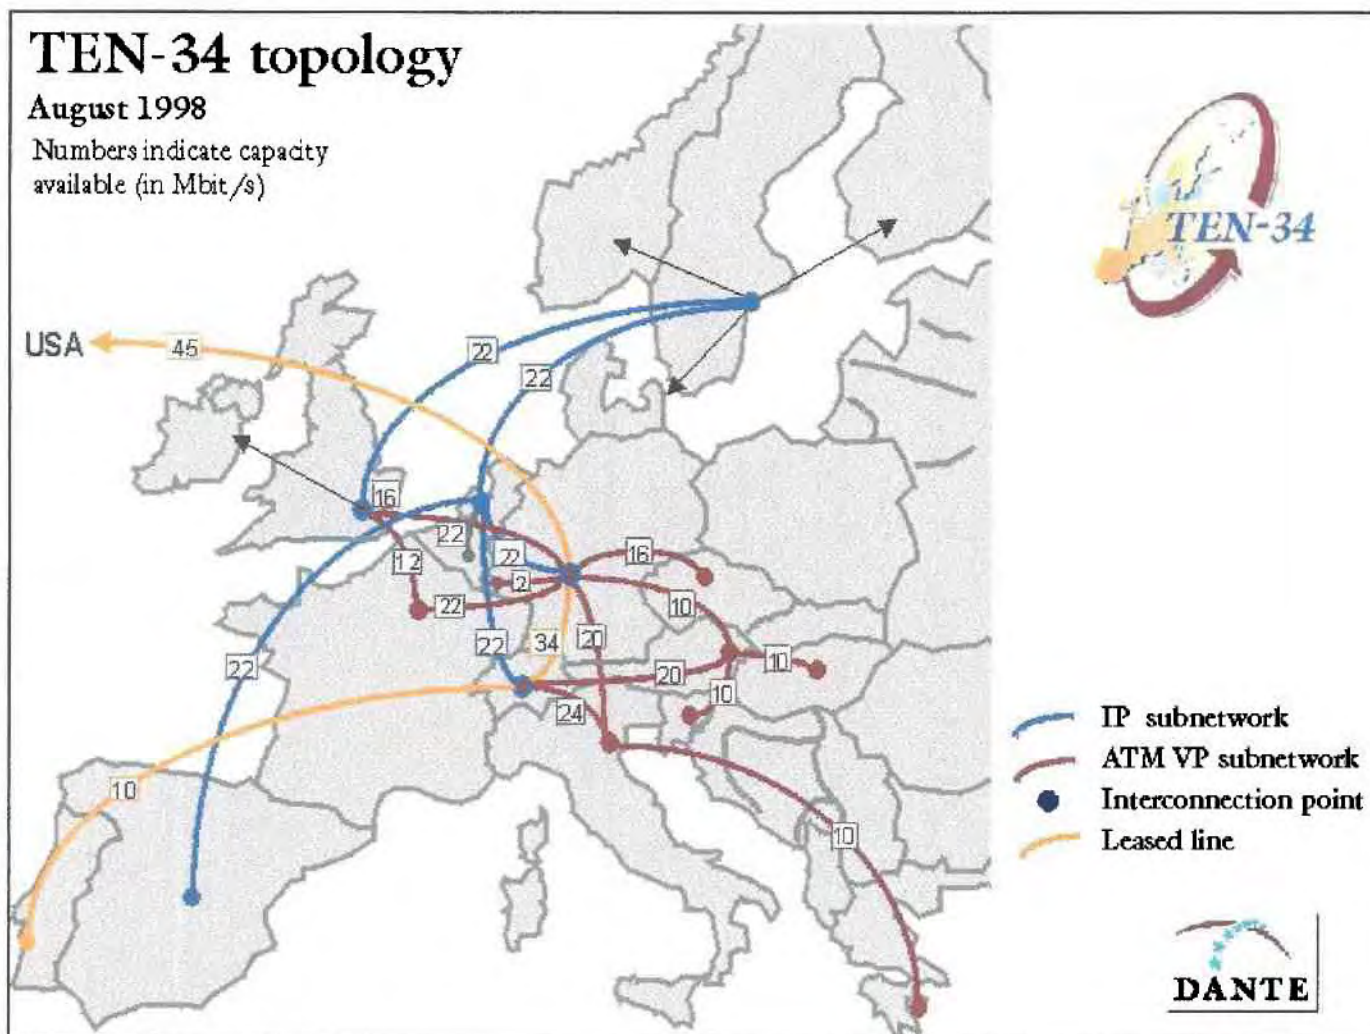 TEN-34 topology
August 1998
Numbers indicate capacity
available (in Mbit/s)
TEN-34
USA
45
22
22
16
22
12
22
16
2
22
10
22
34
20
22
20
10
10
24
10
10
IP subnetwork
ATM VP subnetwork
Interconnection point
Leased line
DANTE